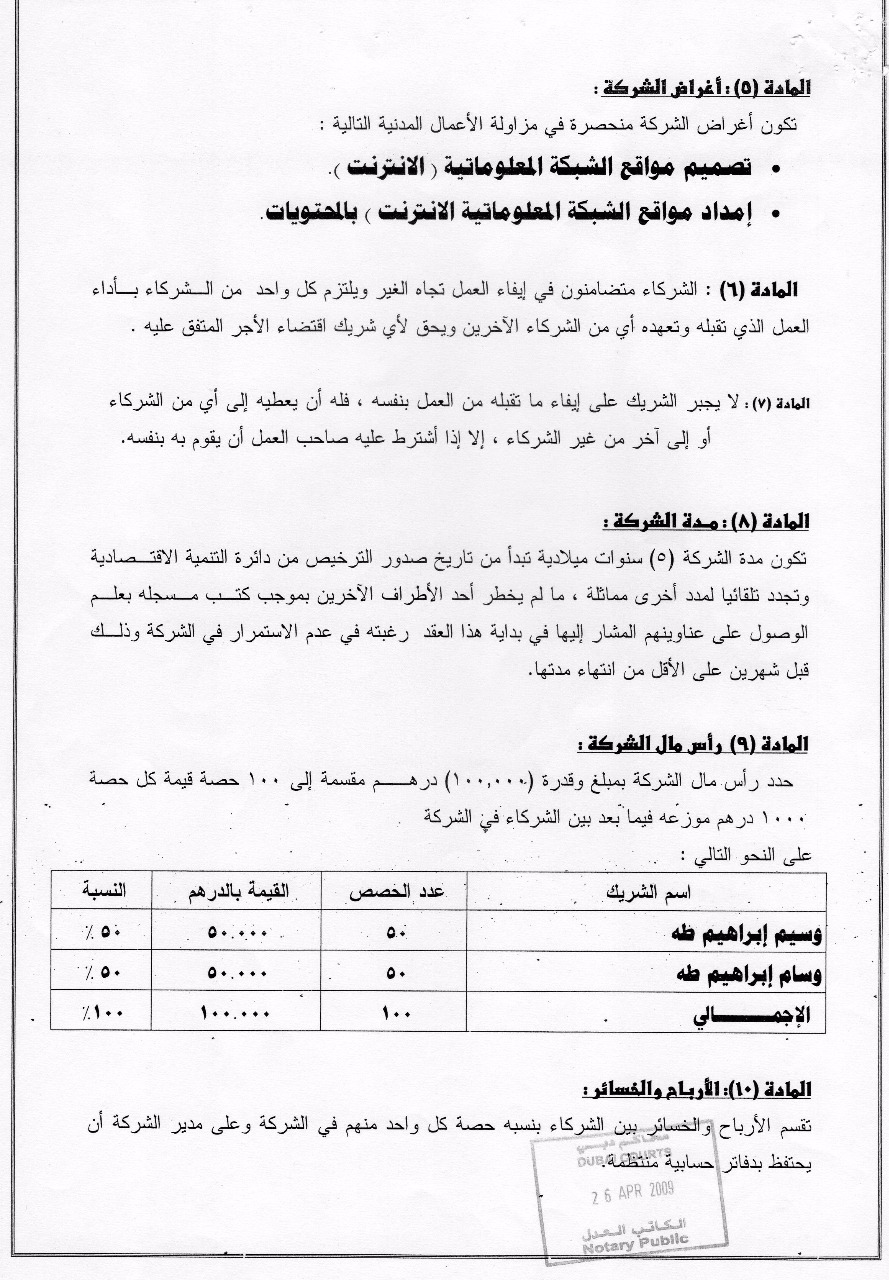 المادة (٥) : أغراض الشركة :
تكون أغراض الشركة منحصرة في مزاولة الأعمال المدنية التالية :
• تصميم مواقع الشبكة المعلوماتية ( الانترنت ).
• إمداد مواقع الشبكة المعلوماتية الانترنت ) بالمحتويات.
المادة (٦) : الشركاء متضامنون في إيفاء العمل تجاه الغير ويلتزم كل واحد من الشركاء بأداء
العمل الذي تقبله وتعهده أي من الشركاء الآخرين ويحق لأي شريك اقتضاء الأجر المتفق عليه .
المادة (٧) : لا يجبر الشريك على إيفاء ما تقبله من العمل بنفسه ، فله أن يعطيه إلى أي من الشركاء
أو إلى آخر من غير الشركاء ، إلا إذا أشترط عليه صاحب العمل أن يقوم به بنفسه.
المادة (٨) : مدة الشركة :
تكون مدة الشركة (٥) سنوات ميلادية تبدأ من تاريخ صدور الترخيص من دائرة التنمية الاقتصادية
وتجدد تلقائيا لمدد أخرى مماثلة ، ما لم يخطر أحد الأطراف الآخرين بموجب كتب مسجله بعلم
الوصول على عناوينهم المشار إليها في بداية هذا العقد رغبته في عدم الاستمرار في الشركة وذلك
قبل شهرين على الأقل من انتهاء مدتها.
المادة (٩) رأس مال الشركة :
حدد رأس مال الشركة بمبلغ وقدرة (١٠٠,٠٠٠) درهم مقسمة إلى ١٠٠ حصة قيمة كل حصة
١٠٠٠ درهم موزعه فيما بعد بين الشركاء في الشركة
على النحو التالي :
اسم الشريك عدد الحصص القيمة بالدرهم النسبة
وسيم إبراهيم طه ٥٠ ٥٠.٠٠٠ ٥٠ ٪
وسام إبراهيم طه ٥٠ ٥٠.٠٠٠ ٥٠ ٪
الإجمالي ١٠٠ ١٠٠.٠٠٠ ١٠٠٪
المادة (١٠): الأرباح والخسائر :
تقسم الأرباح والخسائر بين الشركاء بنسبه حصة كل واحد منهم في الشركة وعلى مدير الشركة أن
يحتفظ بدفاتر حسابية منتظمة.
محاكم دبي
DUBAI COURTS
26 APR 2009
الكاتب العدل
Notary Public